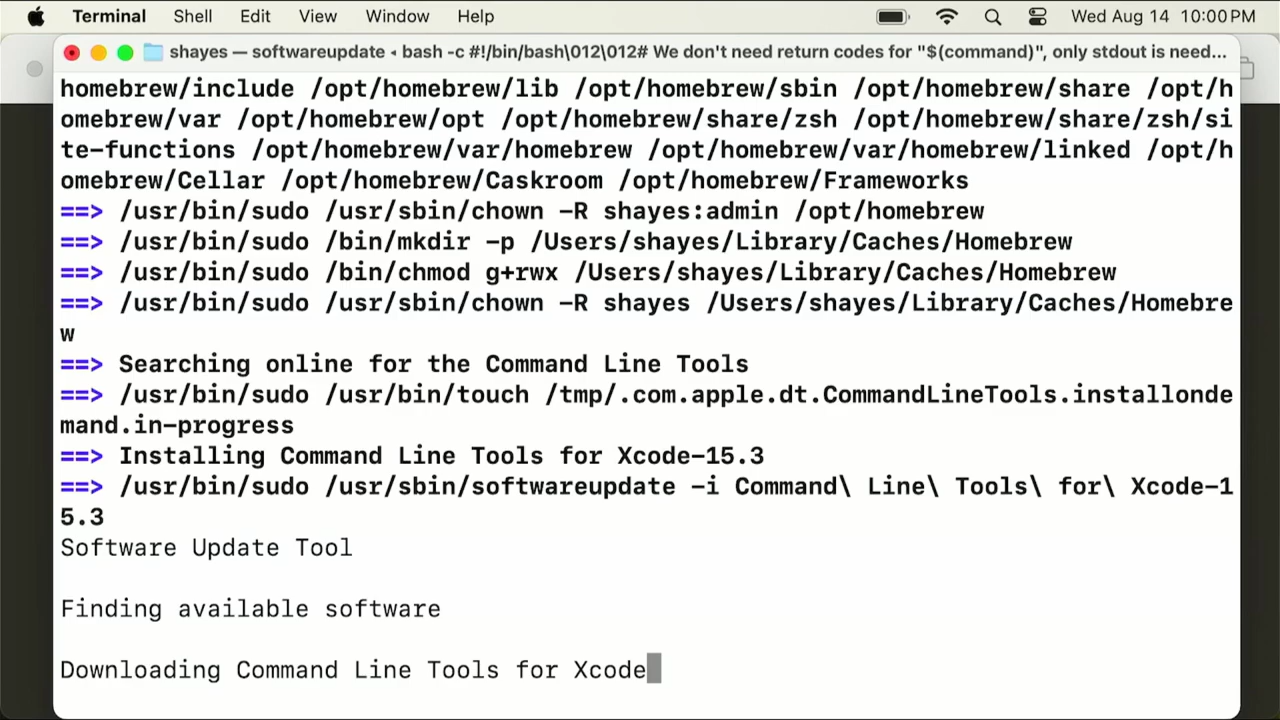 Terminal Shell Edit View Window Help Wed Aug 14 10:00 PM
shayes — softwareupdate ◂ bash -c #!/bin/bash\012\012# We don't need return codes for "$(command)", only stdout is need...
homebrew/include /opt/homebrew/lib /opt/homebrew/sbin /opt/homebrew/share /opt/h
omebrew/var /opt/homebrew/opt /opt/homebrew/share/zsh /opt/homebrew/share/zsh/si
te-functions /opt/homebrew/var/homebrew /opt/homebrew/var/homebrew/linked /opt/h
omebrew/Cellar /opt/homebrew/Caskroom /opt/homebrew/Frameworks
==> /usr/bin/sudo /usr/sbin/chown -R shayes:admin /opt/homebrew
==> /usr/bin/sudo /bin/mkdir -p /Users/shayes/Library/Caches/Homebrew
==> /usr/bin/sudo /bin/chmod g+rwx /Users/shayes/Library/Caches/Homebrew
==> /usr/bin/sudo /usr/sbin/chown -R shayes /Users/shayes/Library/Caches/Homebre
w
==> Searching online for the Command Line Tools
==> /usr/bin/sudo /usr/bin/touch /tmp/.com.apple.dt.CommandLineTools.installonde
mand.in-progress
==> Installing Command Line Tools for Xcode-15.3
==> /usr/bin/sudo /usr/sbin/softwareupdate -i Command\ Line\ Tools\ for\ Xcode-1
5.3
Software Update Tool
Finding available software
Downloading Command Line Tools for Xcode